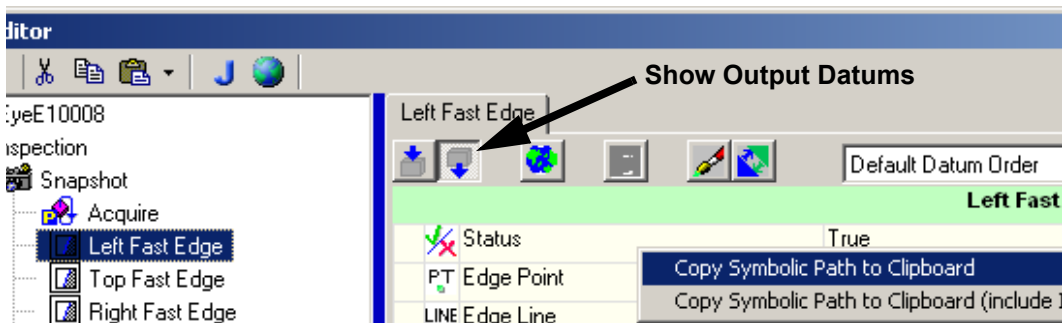 ditor
J
Show Output Datums
EyeE10008
Inspection
Snapshot
P Acquire
Left Fast Edge
Top Fast Edge
Right Fast Edge
Left Fast Edge
Default Datum Order
Left Fast
Status True
PT Edge Point
LINE Edge Line
Copy Symbolic Path to Clipboard
Copy Symbolic Path to Clipboard (include